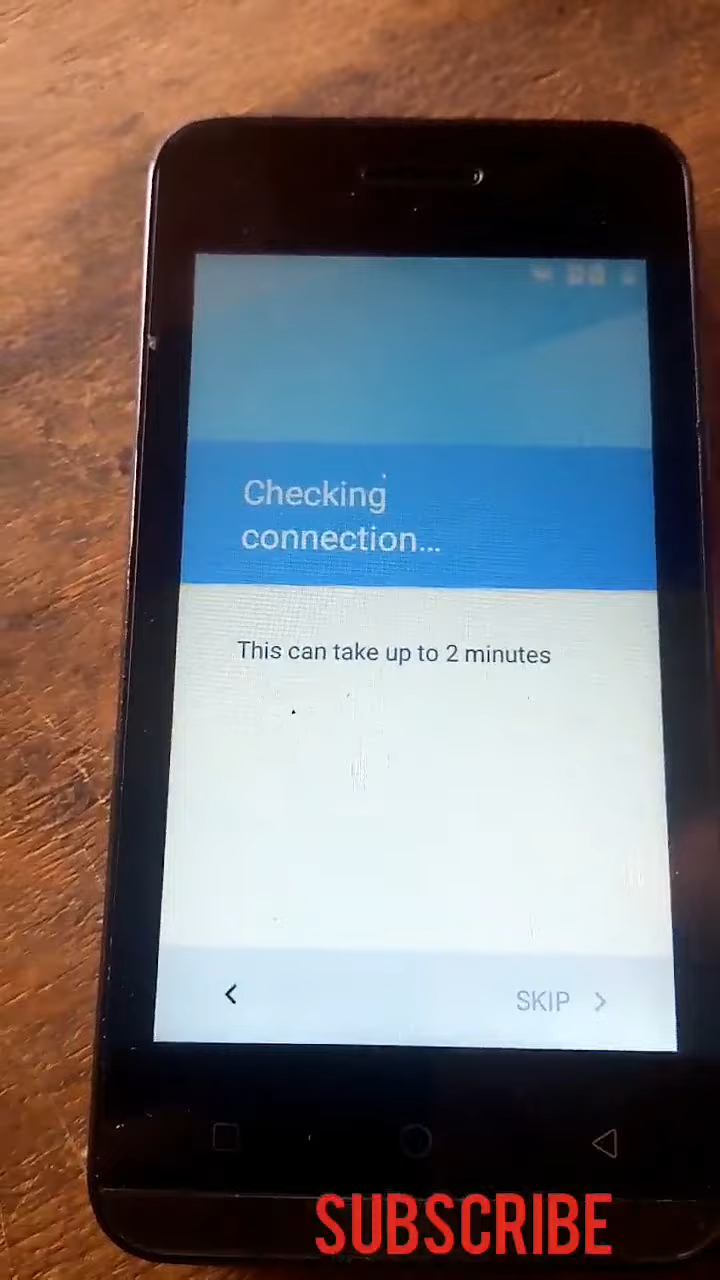 Checking
connection...
This can take up to 2 minutes
SKIP
SUBSCRIBE